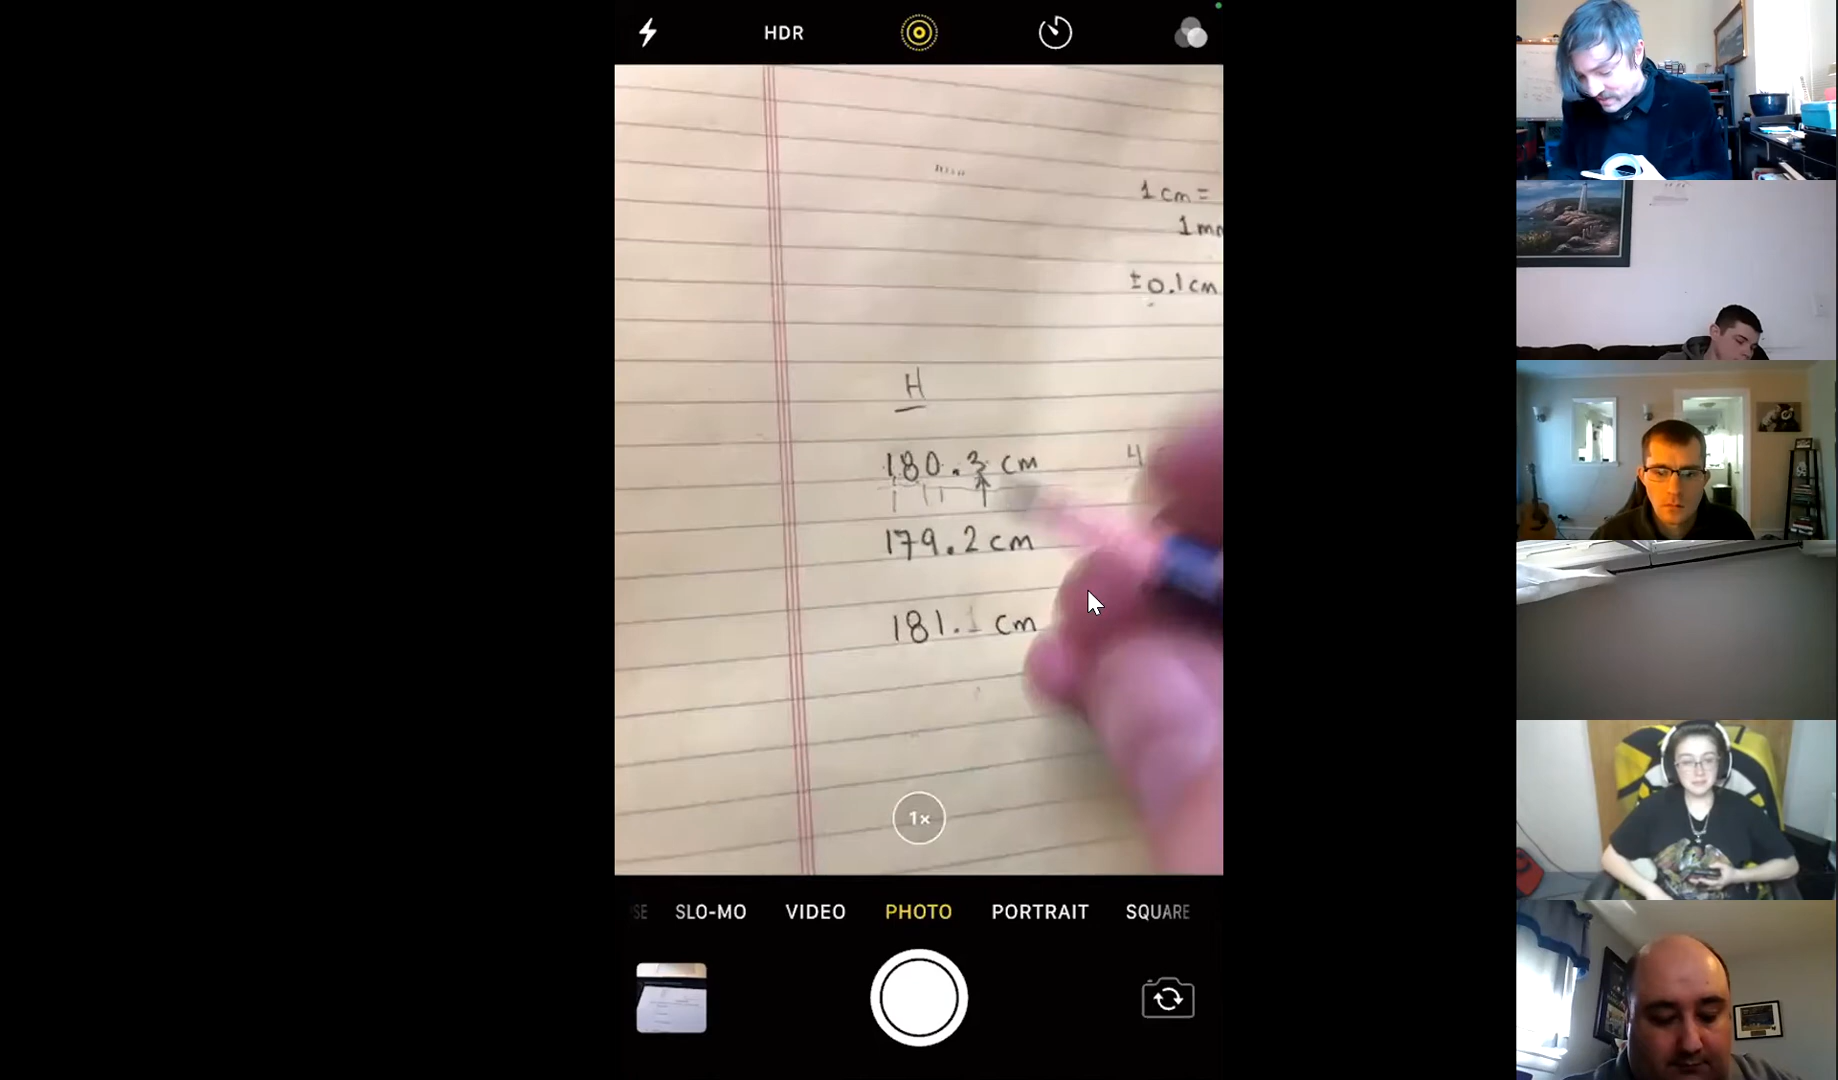 HDR
1 cm =
1 mm
± 0.1 cm
H
180.3 cm
4
179.2 cm
181.1 cm
1×
SLO-MO VIDEO PHOTO PORTRAIT SQUARE